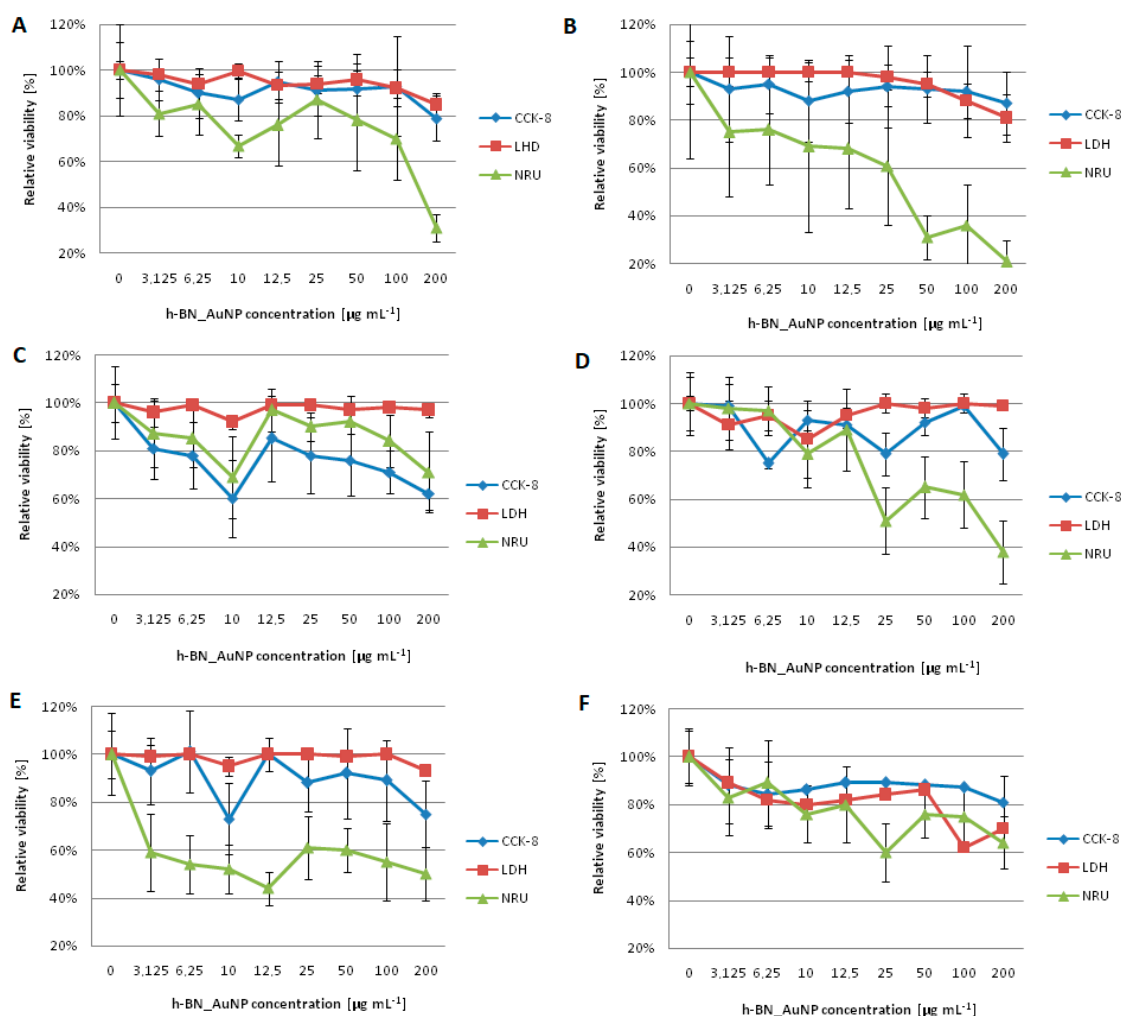 A
120%
100%
80%
60%
40%
20%
Relative viability [%]
0 3,125 6,25 10 12,5 25 50 100 200
h-BN_AuNP concentration [µg mL-1]
CCK-8
LHD
NRU
B
120%
100%
80%
60%
40%
20%
Relative viability [%]
0 3,125 6,25 10 12,5 25 50 100 200
h-BN_AuNP concentration [µg mL-1]
CCK-8
LDH
NRU
C
120%
100%
80%
60%
40%
20%
Relative viability [%]
0 3,125 6,25 10 12,5 25 50 100 200
h-BN_AuNP concentration [µg mL-1]
CCK-8
LDH
NRU
D
120%
100%
80%
60%
40%
20%
Relative viability [%]
0 3,125 6,25 10 12,5 25 50 100 200
h-BN_AuNP concentration [µg mL-1]
CCK-8
LDH
NRU
E
120%
100%
80%
60%
40%
20%
Relative viability [%]
0 3,125 6,25 10 12,5 25 50 100 200
h-BN_AuNP concentration [µg mL-1]
CCK-8
LDH
NRU
F
120%
100%
80%
60%
40%
20%
Relative viability [%]
0 3,125 6,25 10 12,5 25 50 100 200
h-BN_AuNP concentration [µg mL-1]
CCK-8
LDH
NRU